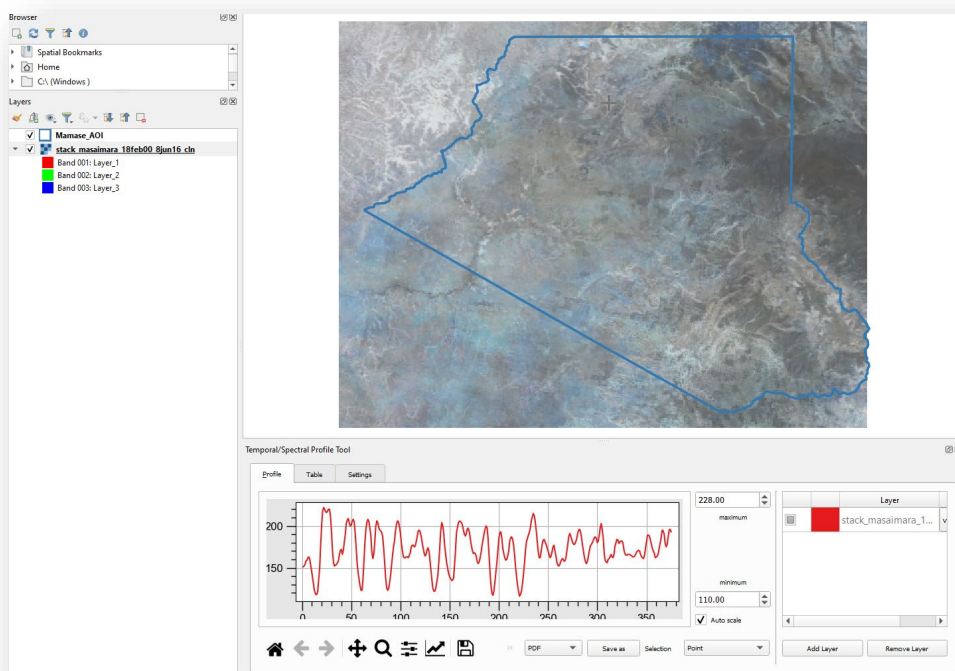 Browser
Spatial Bookmarks
Home
C:\ (Windows )
Layers
Mamase_AOI
stack_masaimara_18feb00_8jun16_cln
Band 001: Layer_1
Band 002: Layer_2
Band 003: Layer_3
Temporal/Spectral Profile Tool
Profile Table Settings
200
150
0 50 100 150 200 250 300 350
228.00
maximum
minimum
110.00
Auto scale
Layer
stack_masaimara_1... v
PDF Save as Selection Point Add Layer Remove Layer